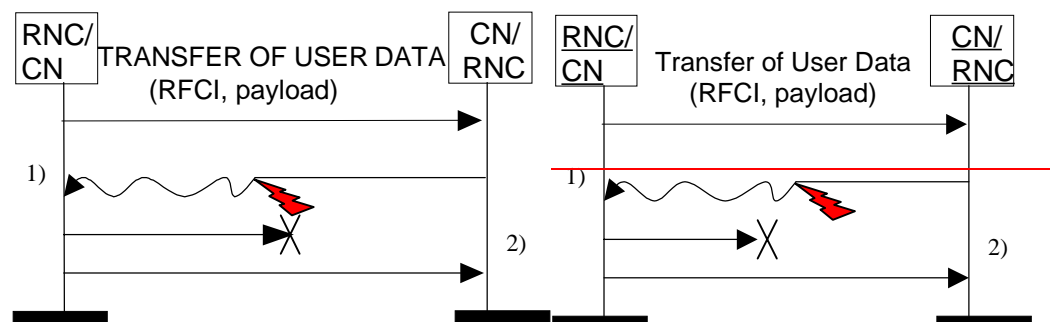 RNC/
CN
TRANSFER OF USER DATA
(RFCI, payload)
CN/
RNC
1)
2)
RNC/
CN
Transfer of User Data
(RFCI, payload)
CN/
RNC
1)
2)